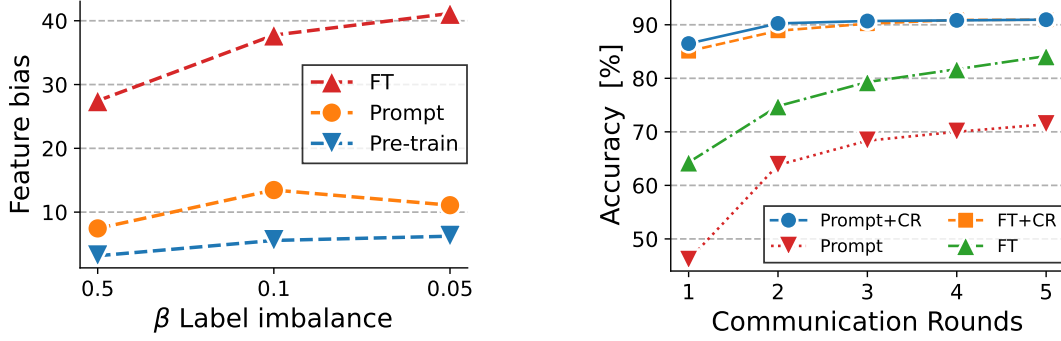 Feature bias
40
30
20
10
FT
Prompt
Pre-train
0.5 0.1 0.05
β Label imbalance
Accuracy [%]
90
80
70
60
50
Prompt+CR FT+CR
Prompt FT
1 2 3 4 5
Communication Rounds